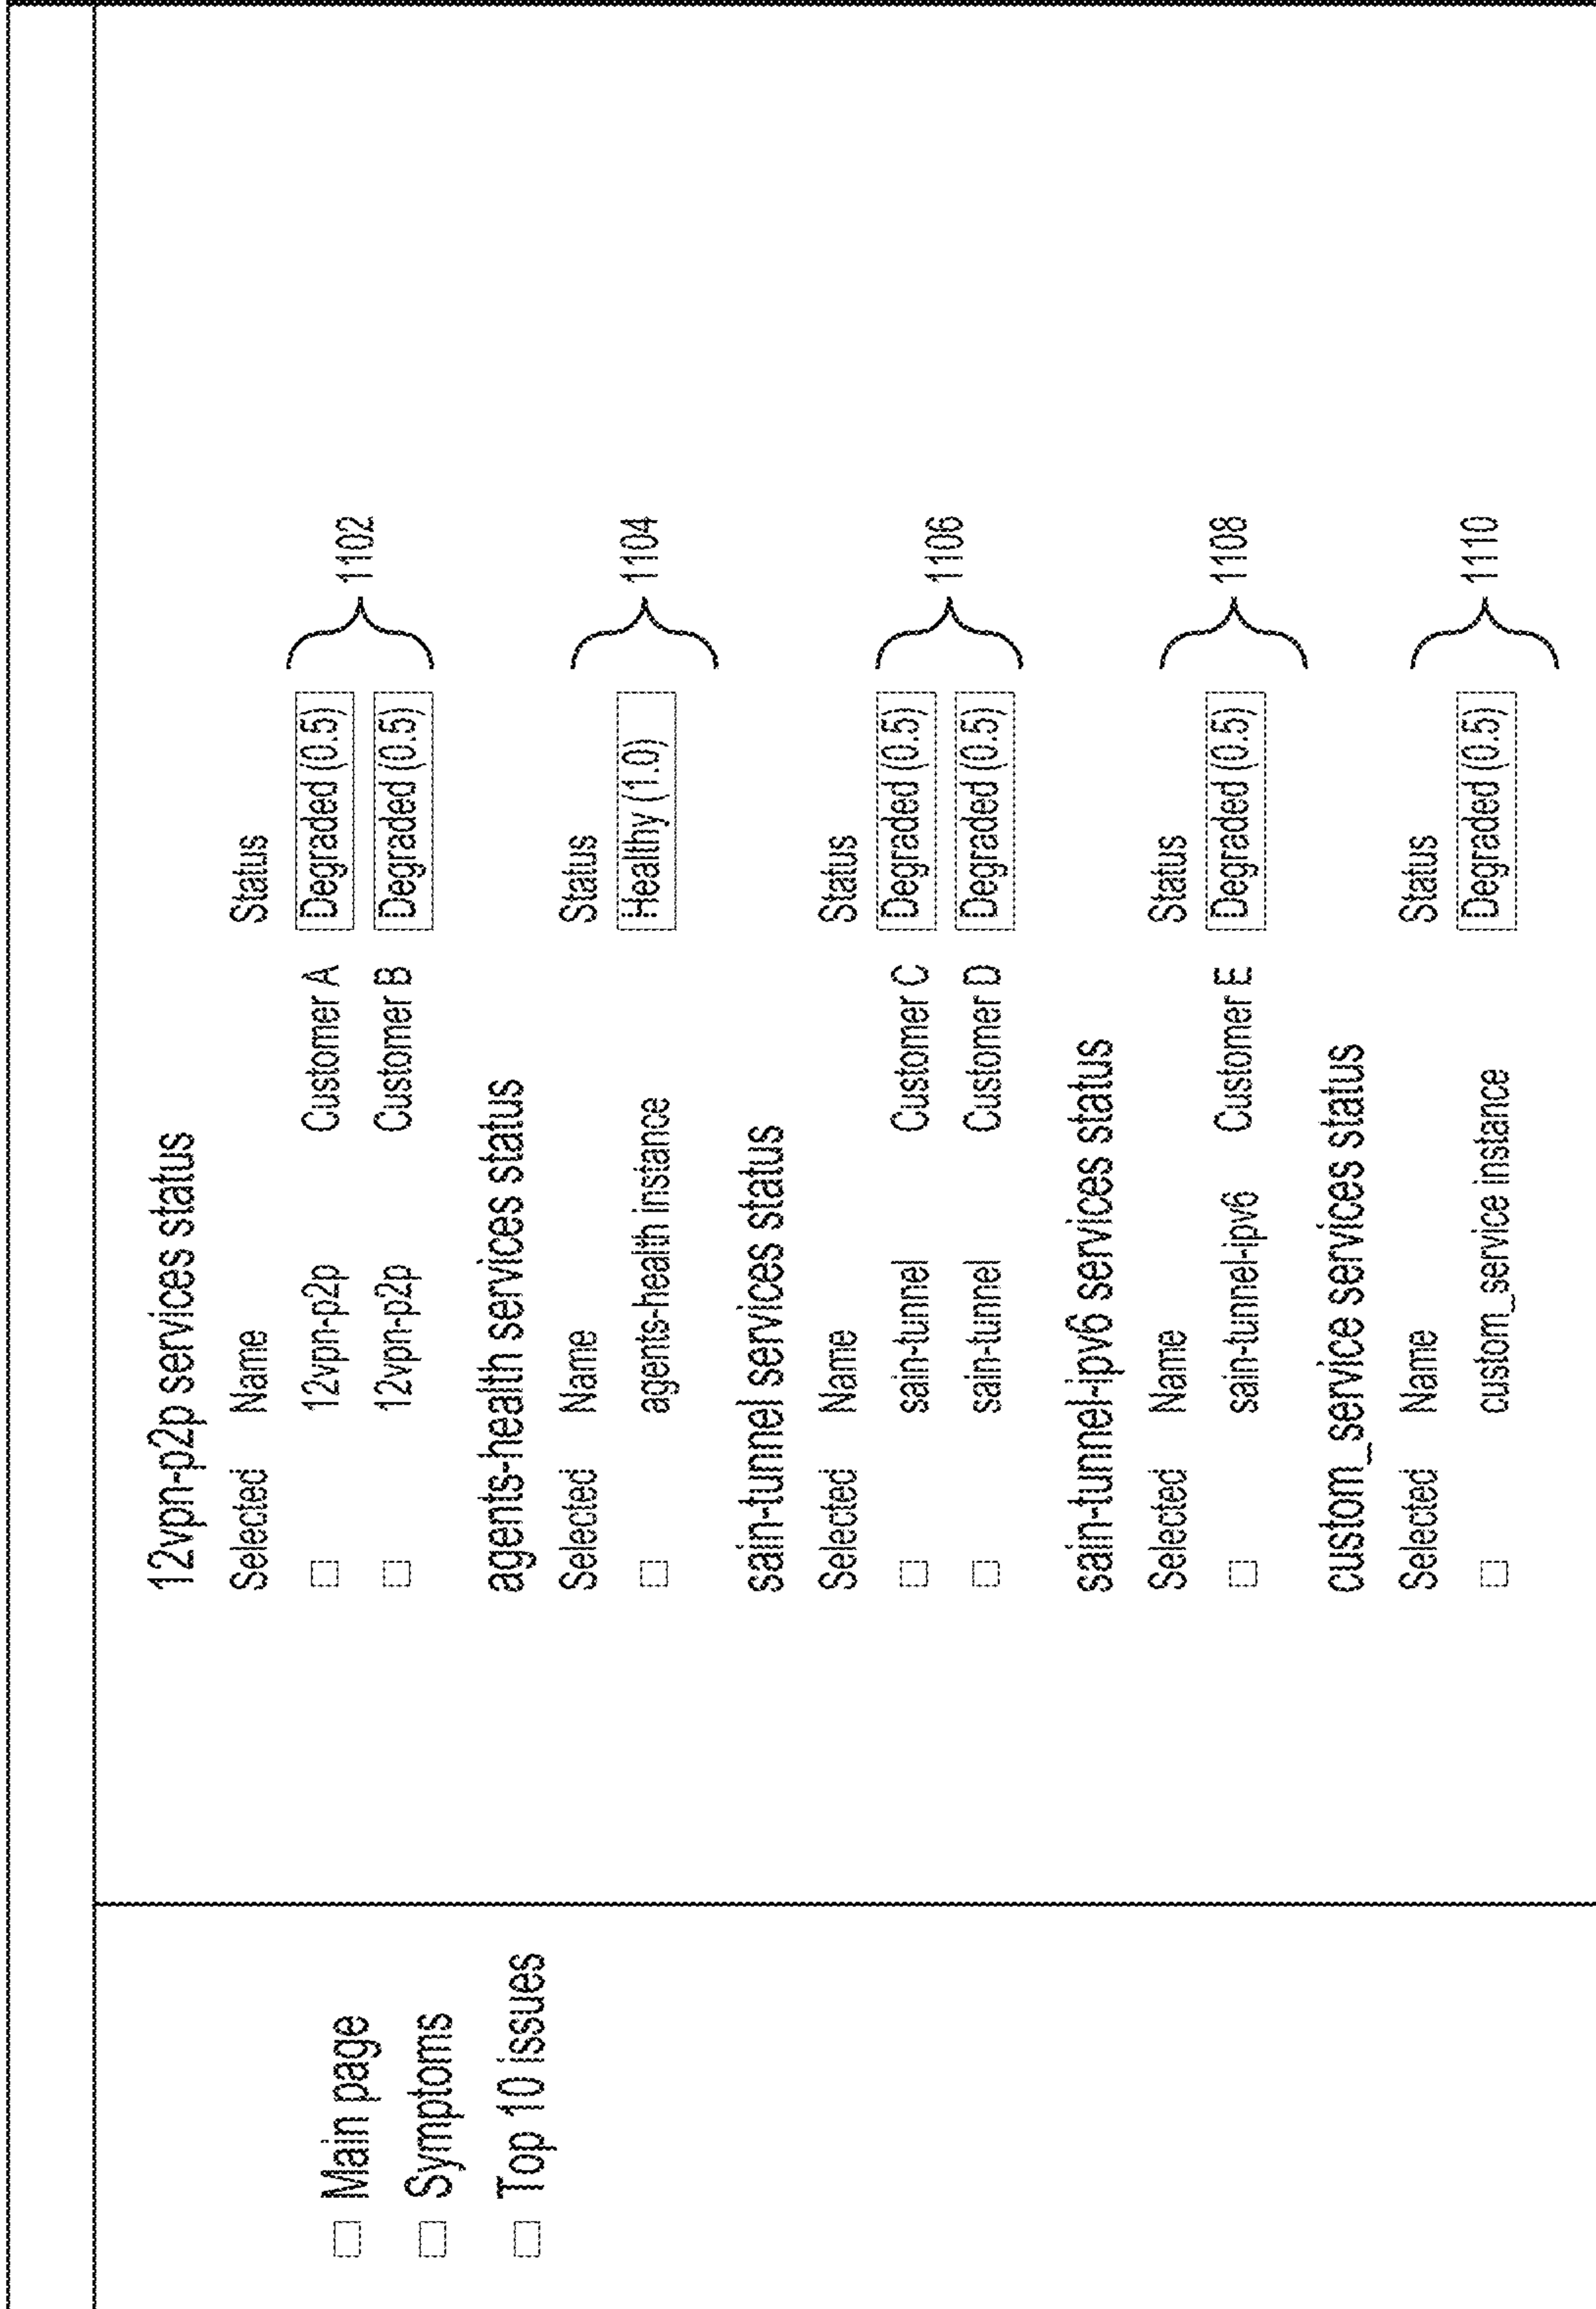 Main page
Symptoms
Top 10 issues
12vpn-p2p services status
Selected Name Status
12vpn-p2p Customer A Degraded (0.5)
12vpn-p2p Customer B Degraded (0.5)
1102
agents-health services status
Selected Name Status
agents-health instance Healthy (1.0)
1104
sain-tunnel services status
Selected Name Status
sain-tunnel Customer C Degraded (0.5)
sain-tunnel Customer D Degraded (0.5)
1106
sain-tunnel-ipv6 services status
Selected Name Status
sain-tunnel-ipv6 Customer E Degraded (0.5)
1108
custom_service services status
Selected Name Status
custom_service instance Degraded (0.5)
1110